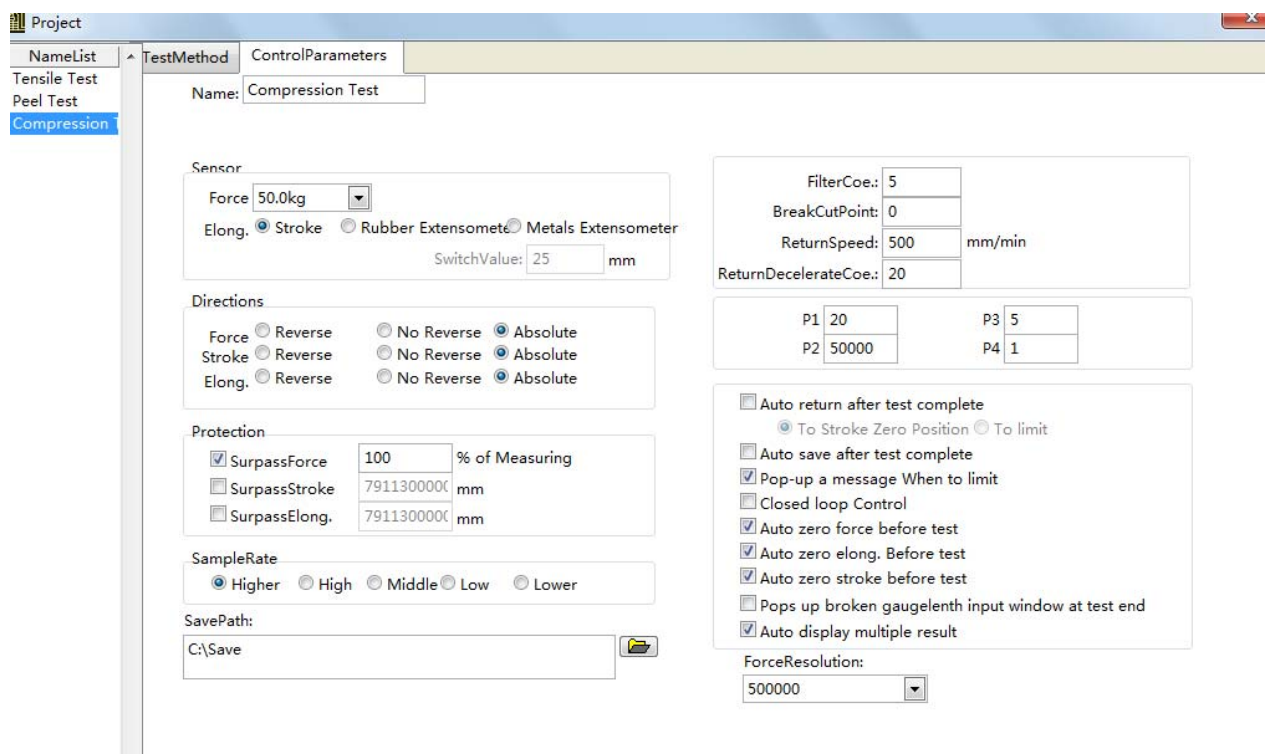 Project
NameList
Tensile Test
Peel Test
Compression T
TestMethod ControlParameters
Name: Compression Test
Sensor
Force 50.0kg
Elong. Stroke Rubber Extensomete Metals Extensometer
SwitchValue: 25 mm
Directions
Force Reverse No Reverse Absolute
Stroke Reverse No Reverse Absolute
Elong. Reverse No Reverse Absolute
Protection
SurpassForce 100 % of Measuring
SurpassStroke 7911300000 mm
SurpassElong. 7911300000 mm
SampleRate
Higher High Middle Low Lower
SavePath:
C:\Save
FilterCoe.: 5
BreakCutPoint: 0
ReturnSpeed: 500 mm/min
ReturnDecelerateCoe.: 20
P1 20 P3 5
P2 50000 P4 1
Auto return after test complete
To Stroke Zero Position To limit
Auto save after test complete
Pop-up a message When to limit
Closed loop Control
Auto zero force before test
Auto zero elong. Before test
Auto zero stroke before test
Pops up broken gaugelenth input window at test end
Auto display multiple result
ForceResolution:
500000